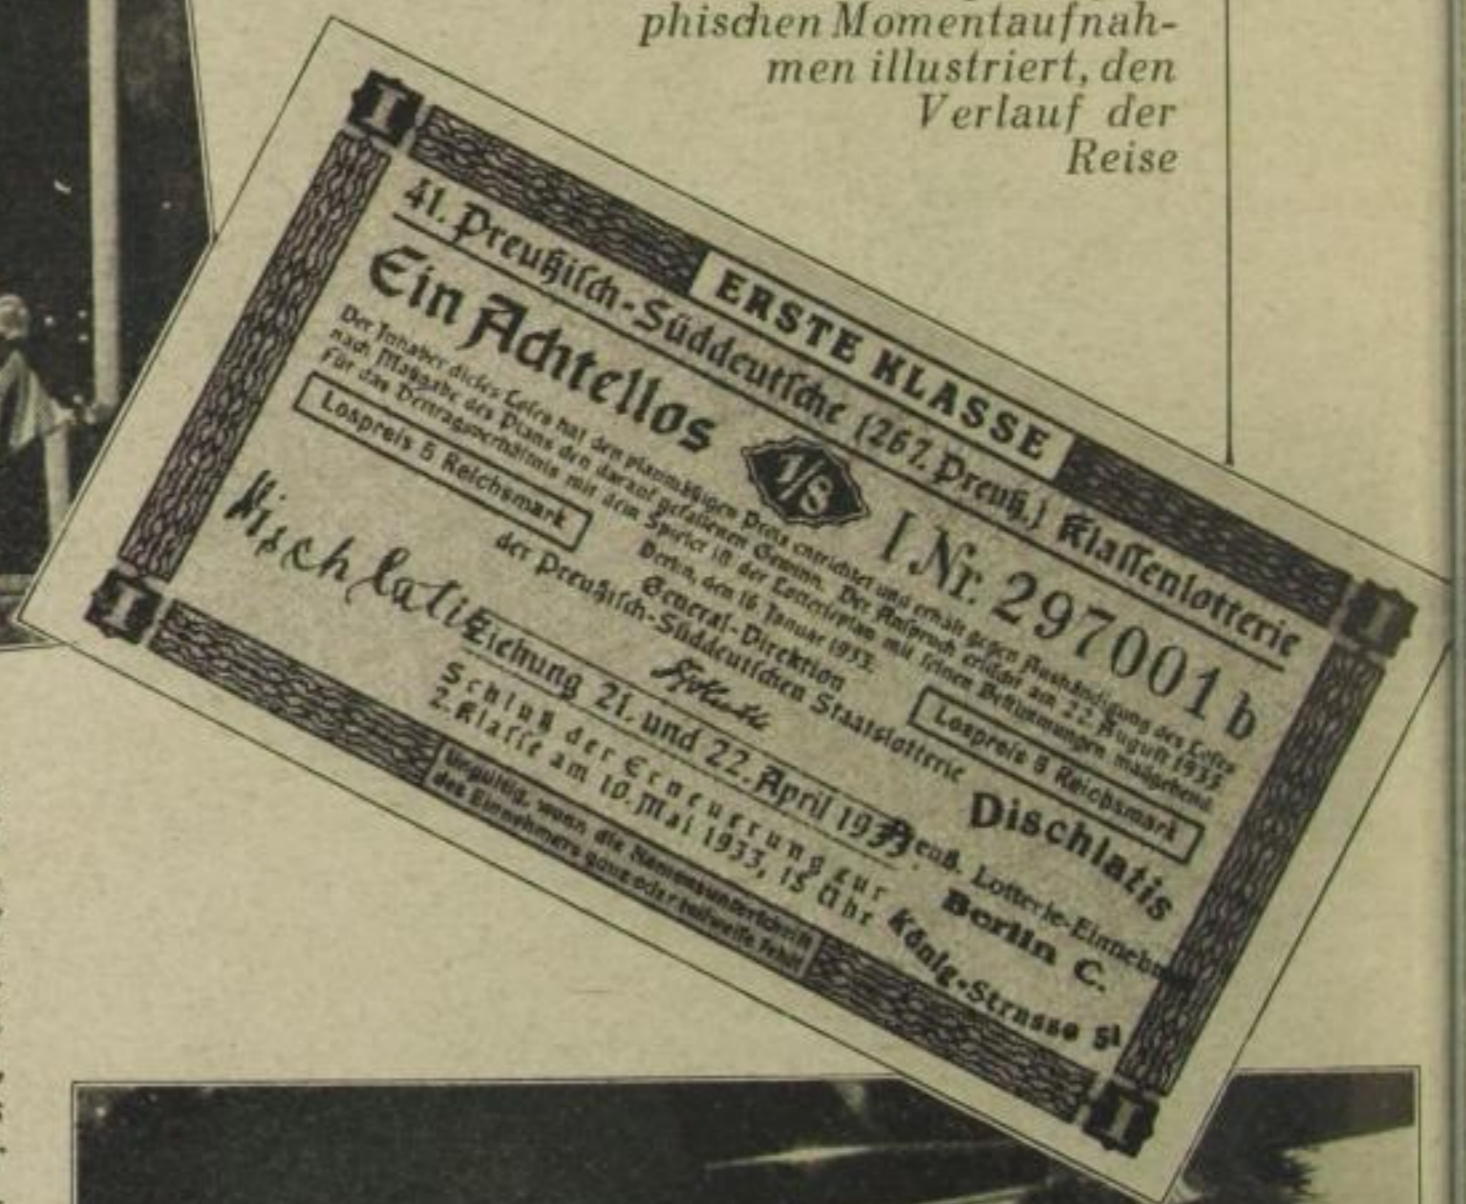 phischen Momentaufnah-
men illustriert, den
Verlauf der
Reise
I
ERSTE KLASSE
41. Preußisch-Süddeutsche (267. Preuß.) Klassenlotterie
Ein Achtellos
1/8
I. Nr. 297001 b
Der Inhaber dieses Loses hat den planmäßigen Preis entrichtet und erhält gegen Aushändigung des Loses
nach Maßgabe des Plans den darauf gefallenen Gewinn. Der Anspruch erlischt am 22. August 1933.
Für das Vertragsverhältnis mit dem Spieler ist der Lotterieplan mit seinen Bestimmungen maßgebend.
Lospreis 5 Reichsmark
Berlin, den 16. Januar 1933.
Lospreis 5 Reichsmark
General-Direktion
der Preußisch-Süddeutschen Staatslotterie
Dischlatis
Ziehung 21. und 22. April 1933
Schluß der Erneuerung zur
2. Klasse am 10. Mai 1933, 15 Uhr
Dischlatis
Lotterie-Einnehm
Berlin C.
König-Strasse 51
Ungültig, wenn die Namensunterschrift
des Einnehmers ganz oder teilweise fehlt!
I
I
I